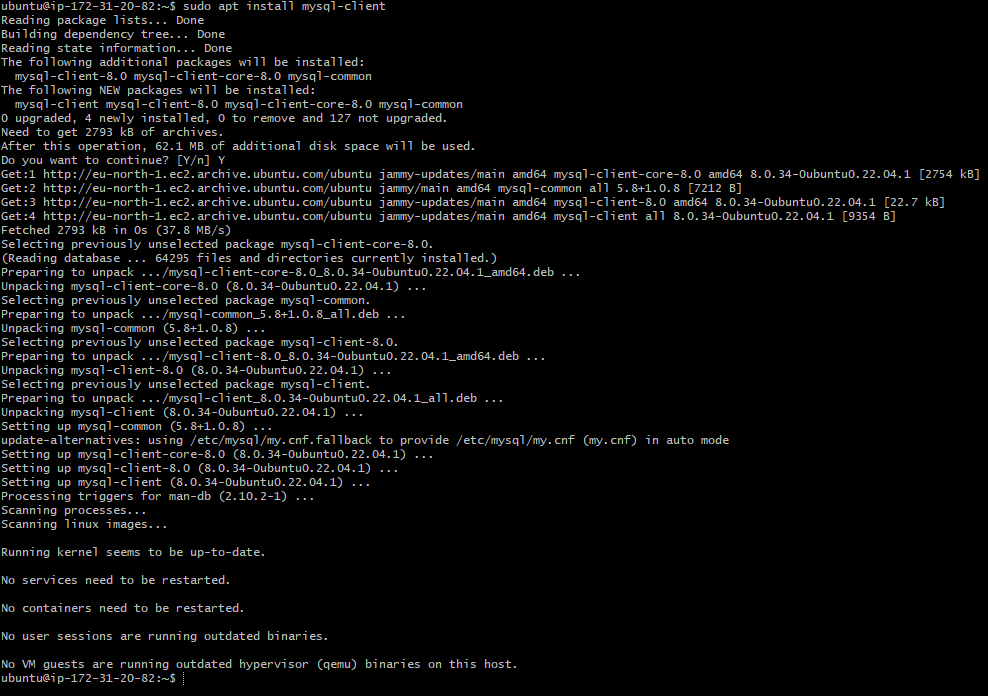 ubuntu@ip-172-31-20-82:~$ sudo apt install mysql-client
Reading package lists... Done
Building dependency tree... Done
Reading state information... Done
The following additional packages will be installed:
  mysql-client-8.0 mysql-client-core-8.0 mysql-common
The following NEW packages will be installed:
  mysql-client mysql-client-8.0 mysql-client-core-8.0 mysql-common
0 upgraded, 4 newly installed, 0 to remove and 127 not upgraded.
Need to get 2793 kB of archives.
After this operation, 62.1 MB of additional disk space will be used.
Do you want to continue? [Y/n] Y
Get:1 http://eu-north-1.ec2.archive.ubuntu.com/ubuntu jammy-updates/main amd64 mysql-client-core-8.0 amd64 8.0.34-0ubuntu0.22.04.1 [2754 kB]
Get:2 http://eu-north-1.ec2.archive.ubuntu.com/ubuntu jammy/main amd64 mysql-common all 5.8+1.0.8 [7212 B]
Get:3 http://eu-north-1.ec2.archive.ubuntu.com/ubuntu jammy-updates/main amd64 mysql-client-8.0 amd64 8.0.34-0ubuntu0.22.04.1 [22.7 kB]
Get:4 http://eu-north-1.ec2.archive.ubuntu.com/ubuntu jammy-updates/main amd64 mysql-client all 8.0.34-0ubuntu0.22.04.1 [9354 B]
Fetched 2793 kB in 0s (37.8 MB/s)
Selecting previously unselected package mysql-client-core-8.0.
(Reading database ... 64295 files and directories currently installed.)
Preparing to unpack .../mysql-client-core-8.0_8.0.34-0ubuntu0.22.04.1_amd64.deb ...
Unpacking mysql-client-core-8.0 (8.0.34-0ubuntu0.22.04.1) ...
Selecting previously unselected package mysql-common.
Preparing to unpack .../mysql-common_5.8+1.0.8_all.deb ...
Unpacking mysql-common (5.8+1.0.8) ...
Selecting previously unselected package mysql-client-8.0.
Preparing to unpack .../mysql-client-8.0_8.0.34-0ubuntu0.22.04.1_amd64.deb ...
Unpacking mysql-client-8.0 (8.0.34-0ubuntu0.22.04.1) ...
Selecting previously unselected package mysql-client.
Preparing to unpack .../mysql-client_8.0.34-0ubuntu0.22.04.1_all.deb ...
Unpacking mysql-client (8.0.34-0ubuntu0.22.04.1) ...
Setting up mysql-common (5.8+1.0.8) ...
update-alternatives: using /etc/mysql/my.cnf.fallback to provide /etc/mysql/my.cnf (my.cnf) in auto mode
Setting up mysql-client-core-8.0 (8.0.34-0ubuntu0.22.04.1) ...
Setting up mysql-client-8.0 (8.0.34-0ubuntu0.22.04.1) ...
Setting up mysql-client (8.0.34-0ubuntu0.22.04.1) ...
Processing triggers for man-db (2.10.2-1) ...
Scanning processes...
Scanning linux images...
Running kernel seems to be up-to-date.
No services need to be restarted.
No containers need to be restarted.
No user sessions are running outdated binaries.
No VM guests are running outdated hypervisor (qemu) binaries on this host.
ubuntu@ip-172-31-20-82:~$